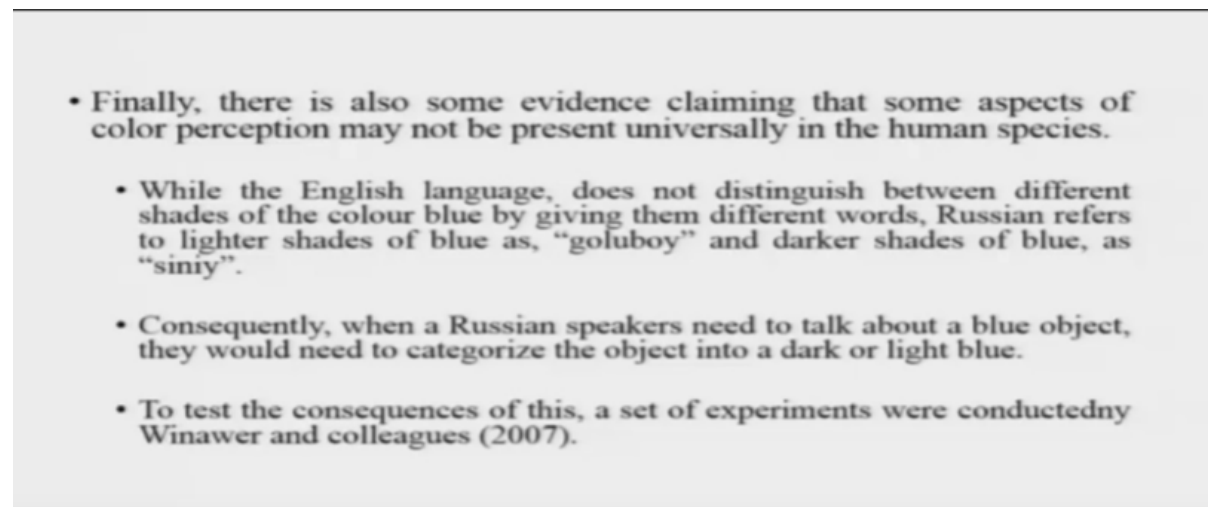 • Finally, there is also some evidence claiming that some aspects of
color perception may not be present universally in the human species.
• While the English language, does not distinguish between different
shades of the colour blue by giving them different words, Russian refers
to lighter shades of blue as, “goluboy” and darker shades of blue, as
“siniy”.
• Consequently, when a Russian speakers need to talk about a blue object,
they would need to categorize the object into a dark or light blue.
• To test the consequences of this, a set of experiments were conductedny
Winawer and colleagues (2007).